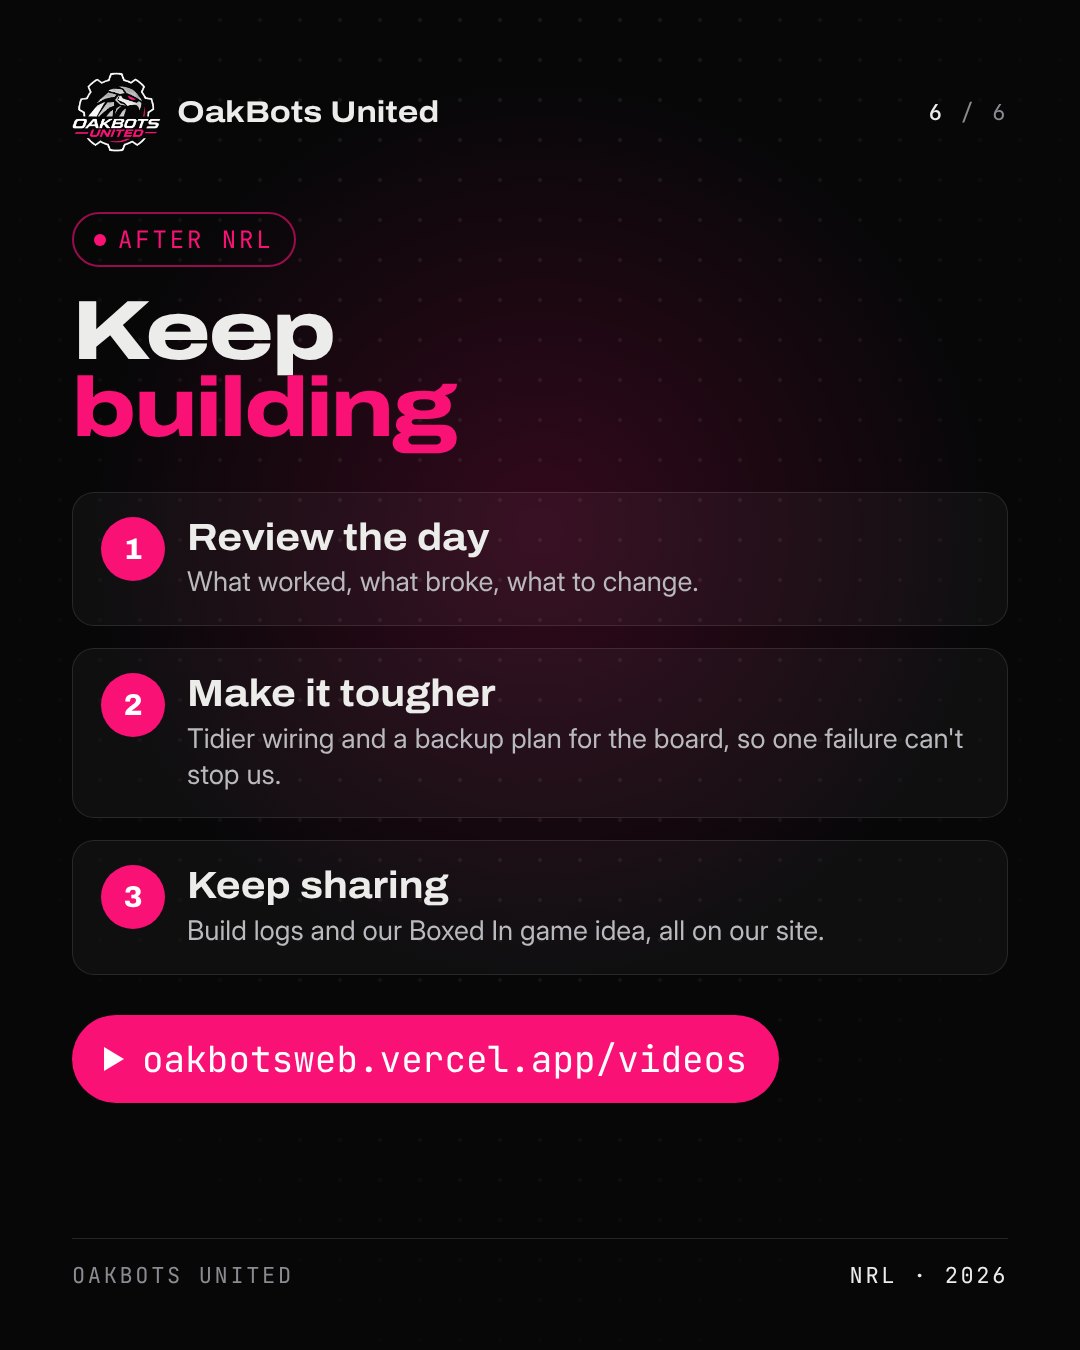 OAKBOTS
UNITED
OakBots United
6 / 6
AFTER NRL
Keep
building
1
Review the day
What worked, what broke, what to change.
2
Make it tougher
Tidier wiring and a backup plan for the board, so one failure can't
stop us.
3
Keep sharing
Build logs and our Boxed In game idea, all on our site.
oakbotsweb.vercel.app/videos
OAKBOTS UNITED
NRL · 2026